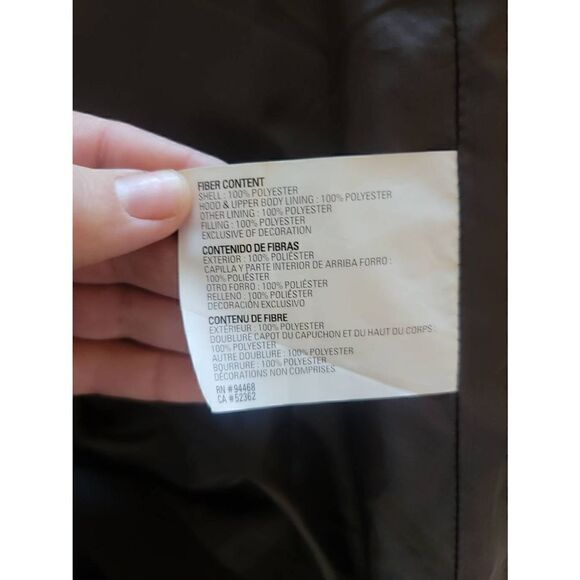 FIBER CONTENT
SHELL : 100% POLYESTER
HOOD & UPPER BODY LINING : 100% POLYESTER
OTHER LINING : 100% POLYESTER
FILLING : 100% POLYESTER
EXCLUSIVE OF DECORATION
CONTENIDO DE FIBRAS
EXTERIOR : 100% POLIÉSTER
CAPILLA Y PARTE INTERIOR DE ARRIBA FORRO :
100% POLIÉSTER
OTRO FORRO : 100% POLIÉSTER
RELLENO : 100% POLIÉSTER
DECORACIÓN EXCLUSIVO
CONTENU DE FIBRE
EXTÉRIEUR : 100% POLYESTER
DOUBLURE CAPOT DU CAPUCHON ET DU HAUT DU CORPS :
100% POLYESTER
AUTRE DOUBLURE : 100% POLYESTER
BOURRURE : 100% POLYESTER
DÉCORATIONS NON COMPRISES
RN # 94468
CA # 52362